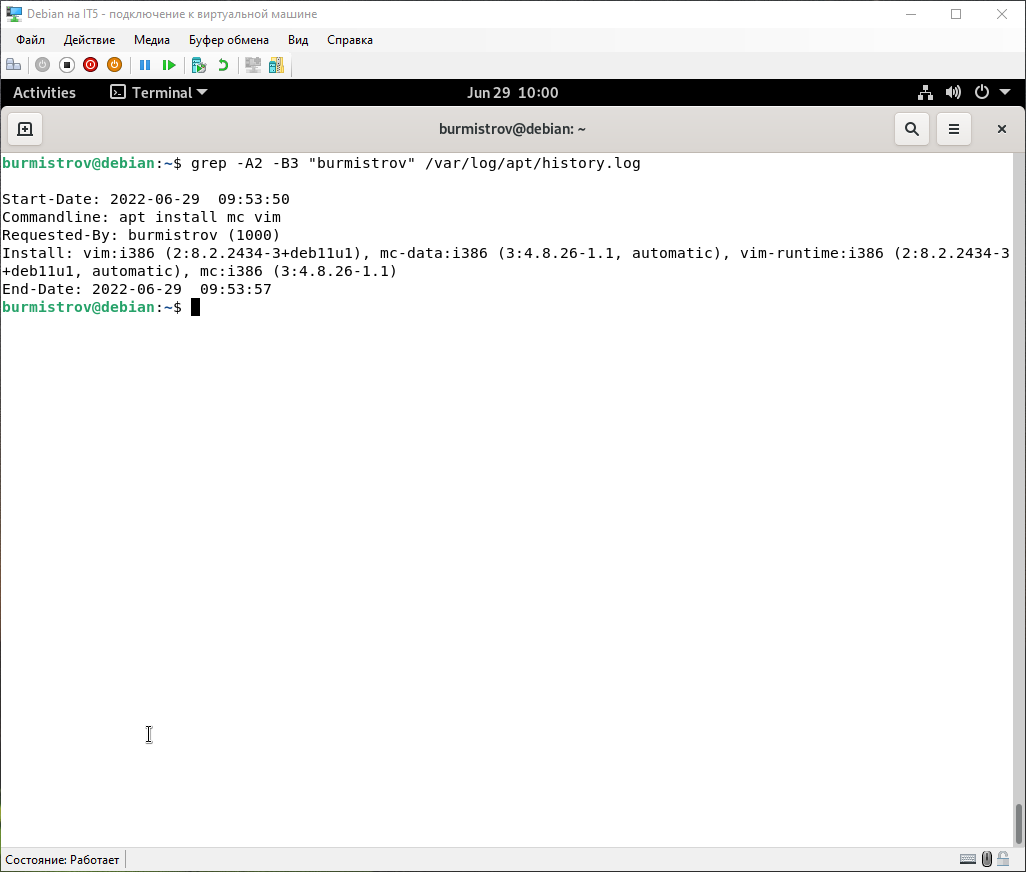 Debian на IT5 - подключение к виртуальной машине
Файл Действие Медиа Буфер обмена Вид Справка
Activities Terminal Jun 29 10:00
burmistrov@debian: ~
burmistrov@debian:~$ grep -A2 -B3 "burmistrov" /var/log/apt/history.log
Start-Date: 2022-06-29  09:53:50
Commandline: apt install mc vim
Requested-By: burmistrov (1000)
Install: vim:i386 (2:8.2.2434-3+deb11u1), mc-data:i386 (3:4.8.26-1.1, automatic), vim-runtime:i386 (2:8.2.2434-3
+deb11u1, automatic), mc:i386 (3:4.8.26-1.1)
End-Date: 2022-06-29  09:53:57
burmistrov@debian:~$
Состояние: Работает